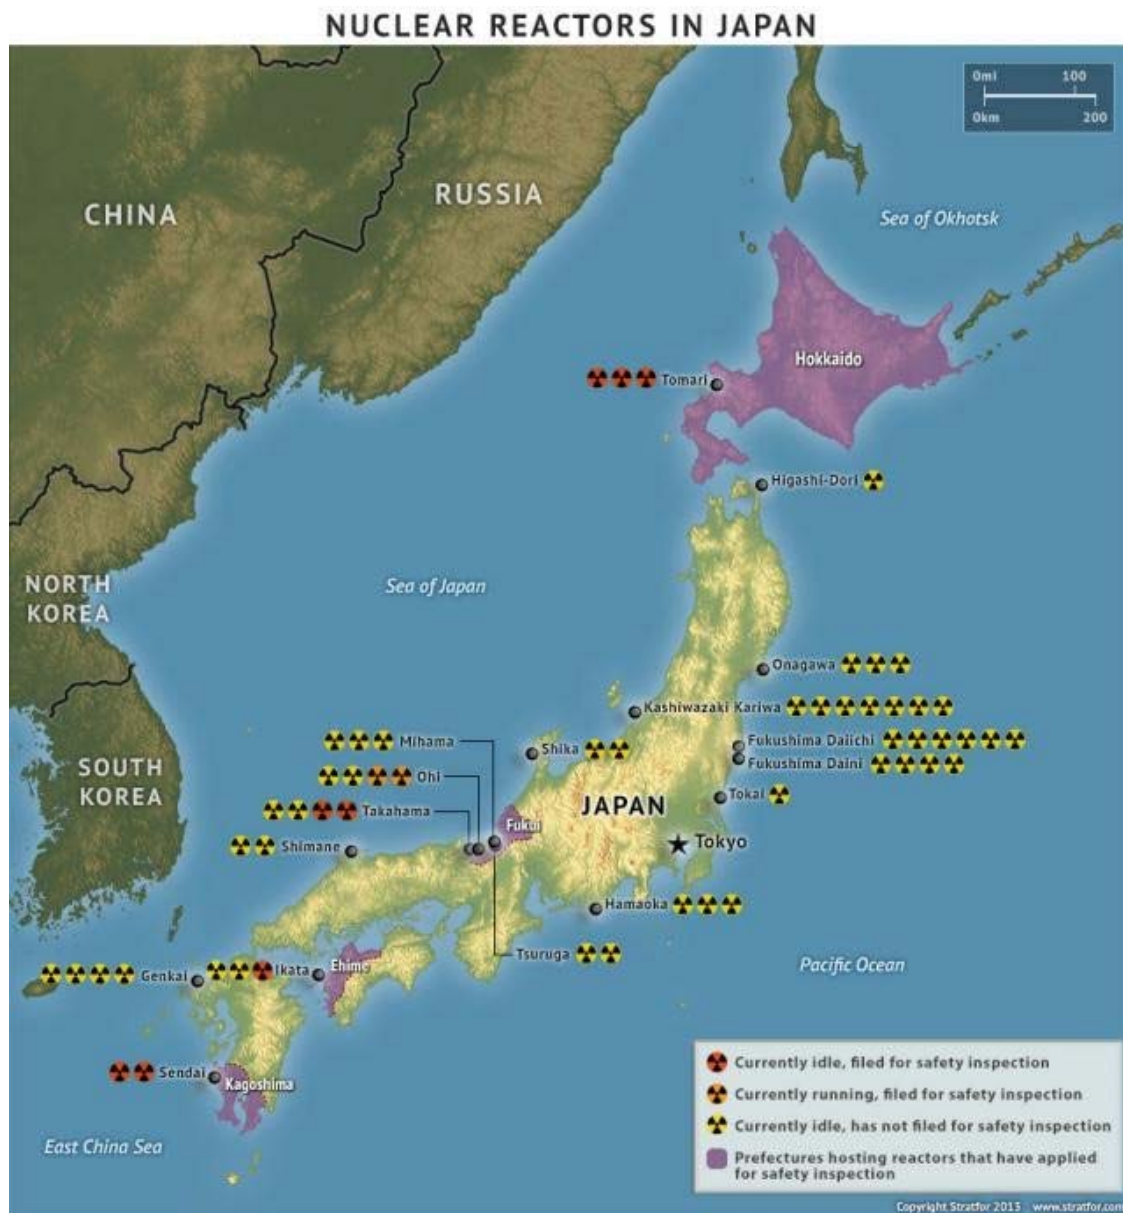 NUCLEAR REACTORS IN JAPAN
0mi 100
0km 200
CHINA
RUSSIA
Sea of Okhotsk
Hokkaido
Tomari
Higashi-Dori
NORTH
KOREA
Sea of Japan
Onagawa
Kashiwazaki Kariwa
Mihama
Shika
Fukushima Daiichi
Fukushima Daini
SOUTH
KOREA
Ohi
Tokai
JAPAN
Takahama
Fukui
Tokyo
Shimane
Hamaoka
Tsuruga
Pacific Ocean
Genkai
Ikata
Ehime
Sendai
Kagoshima
East China Sea
Currently idle, filed for safety inspection
Currently running, filed for safety inspection
Currently idle, has not filed for safety inspection
Prefectures hosting reactors that have applied
for safety inspection
Copyright Stratfor 2013 www.stratfor.com